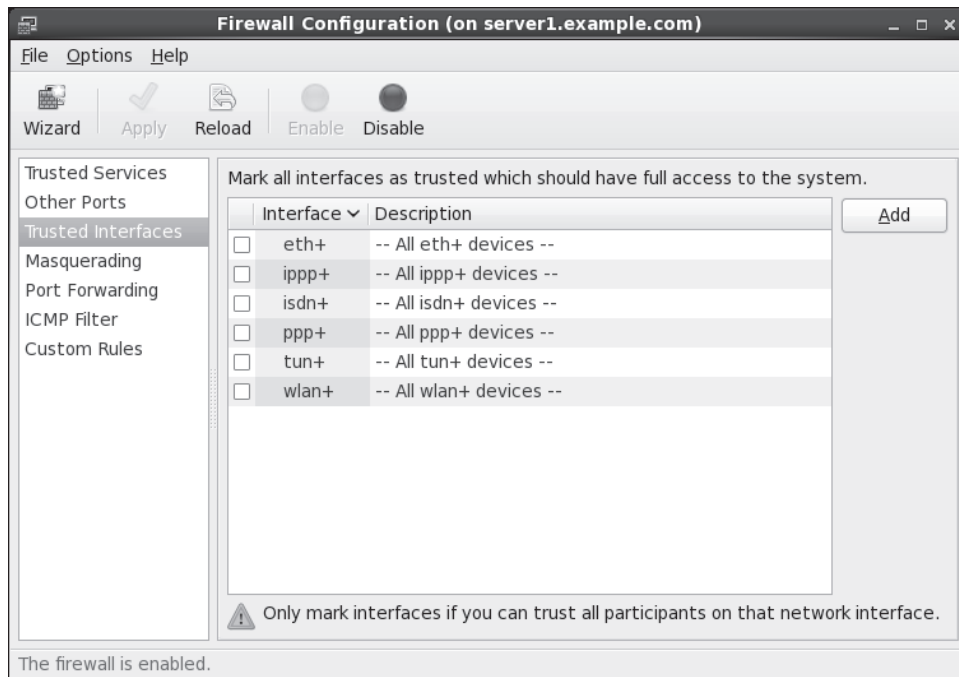 Firewall Configuration (on server1.example.com)
File Options Help
Wizard Apply Reload Enable Disable
Trusted Services
Other Ports
Trusted Interfaces
Masquerading
Port Forwarding
ICMP Filter
Custom Rules
Mark all interfaces as trusted which should have full access to the system.
Interface Description
eth+ -- All eth+ devices --
ippp+ -- All ippp+ devices --
isdn+ -- All isdn+ devices --
ppp+ -- All ppp+ devices --
tun+ -- All tun+ devices --
wlan+ -- All wlan+ devices --
Add
Only mark interfaces if you can trust all participants on that network interface.
The firewall is enabled.